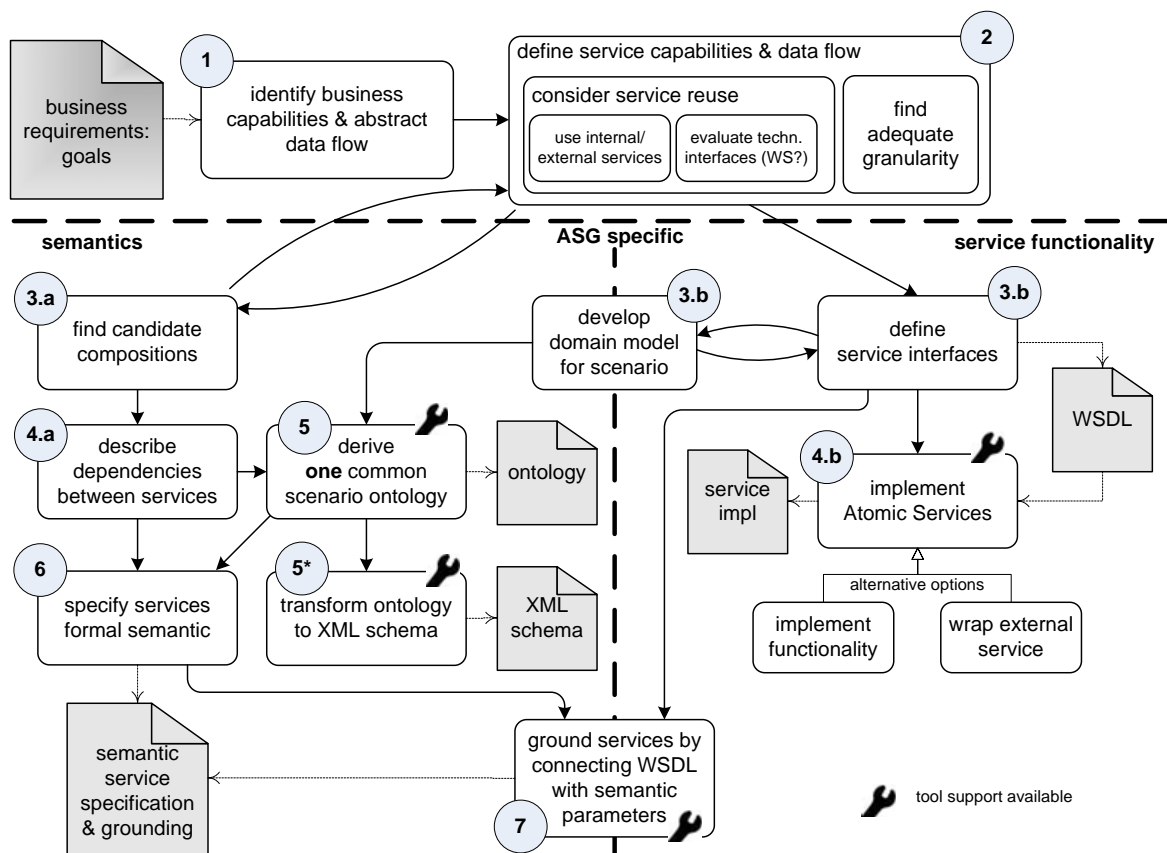 1
2
business
requirements:
goals
identify business
capabilities & abstract
data flow
define service capabilities & data flow
consider service reuse
use internal/
external services
evaluate techn.
interfaces (WS?)
find
adequate
granularity
semantics
ASG specific
service functionality
3.a
find candidate
compositions
3.b
develop
domain model
for scenario
3.b
define
service interfaces
WSDL
4.a
describe
dependencies
between services
5
derive
one common
scenario ontology
ontology
service
impl
4.b
implement
Atomic Services
alternative options
implement
functionality
wrap external
service
6
specify services
formal semantic
5*
transform ontology
to XML schema
XML
schema
semantic
service
specification
& grounding
ground services by
connecting WSDL
with semantic
parameters
7
tool support available